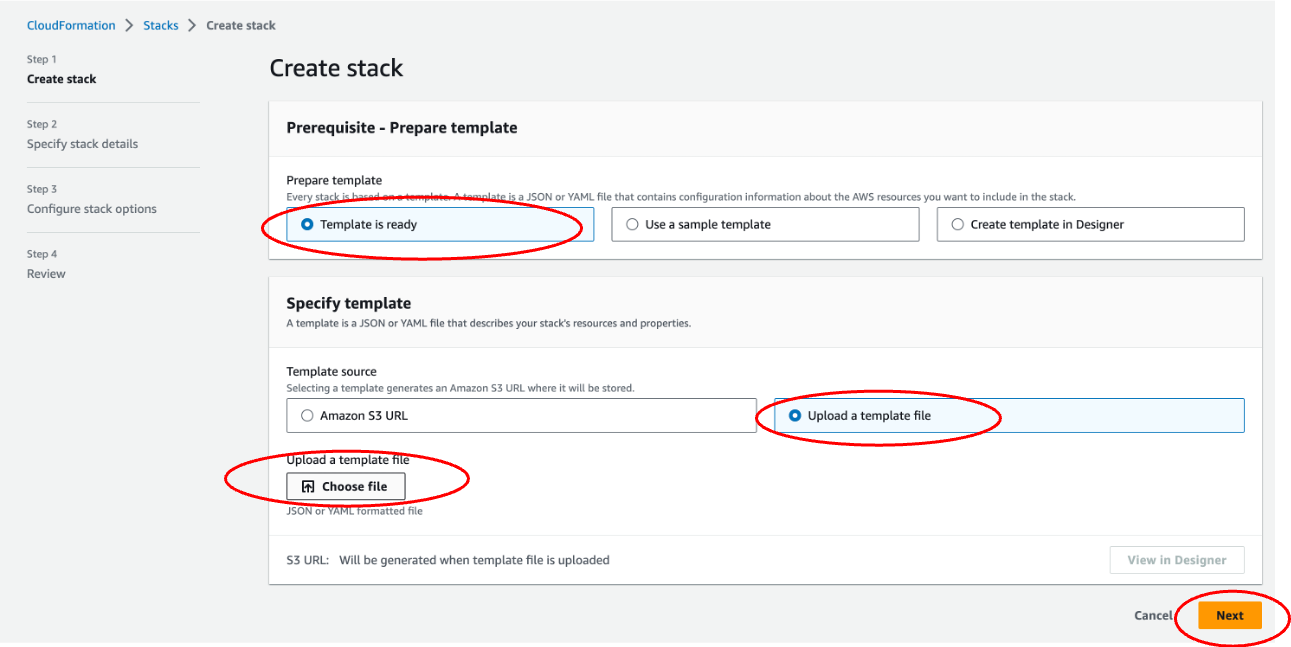 CloudFormation > Stacks > Create stack
Step 1
Create stack
Step 2
Specify stack details
Step 3
Configure stack options
Step 4
Review
Create stack
Prerequisite - Prepare template
Prepare template
Every stack is based on a template. A template is a JSON or YAML file that contains configuration information about the AWS resources you want to include in the stack.
Template is ready
Use a sample template
Create template in Designer
Specify template
A template is a JSON or YAML file that describes your stack's resources and properties.
Template source
Selecting a template generates an Amazon S3 URL where it will be stored.
Amazon S3 URL
Upload a template file
Upload a template file
Choose file
JSON or YAML formatted file
S3 URL: Will be generated when template file is uploaded
View in Designer
Cancel
Next